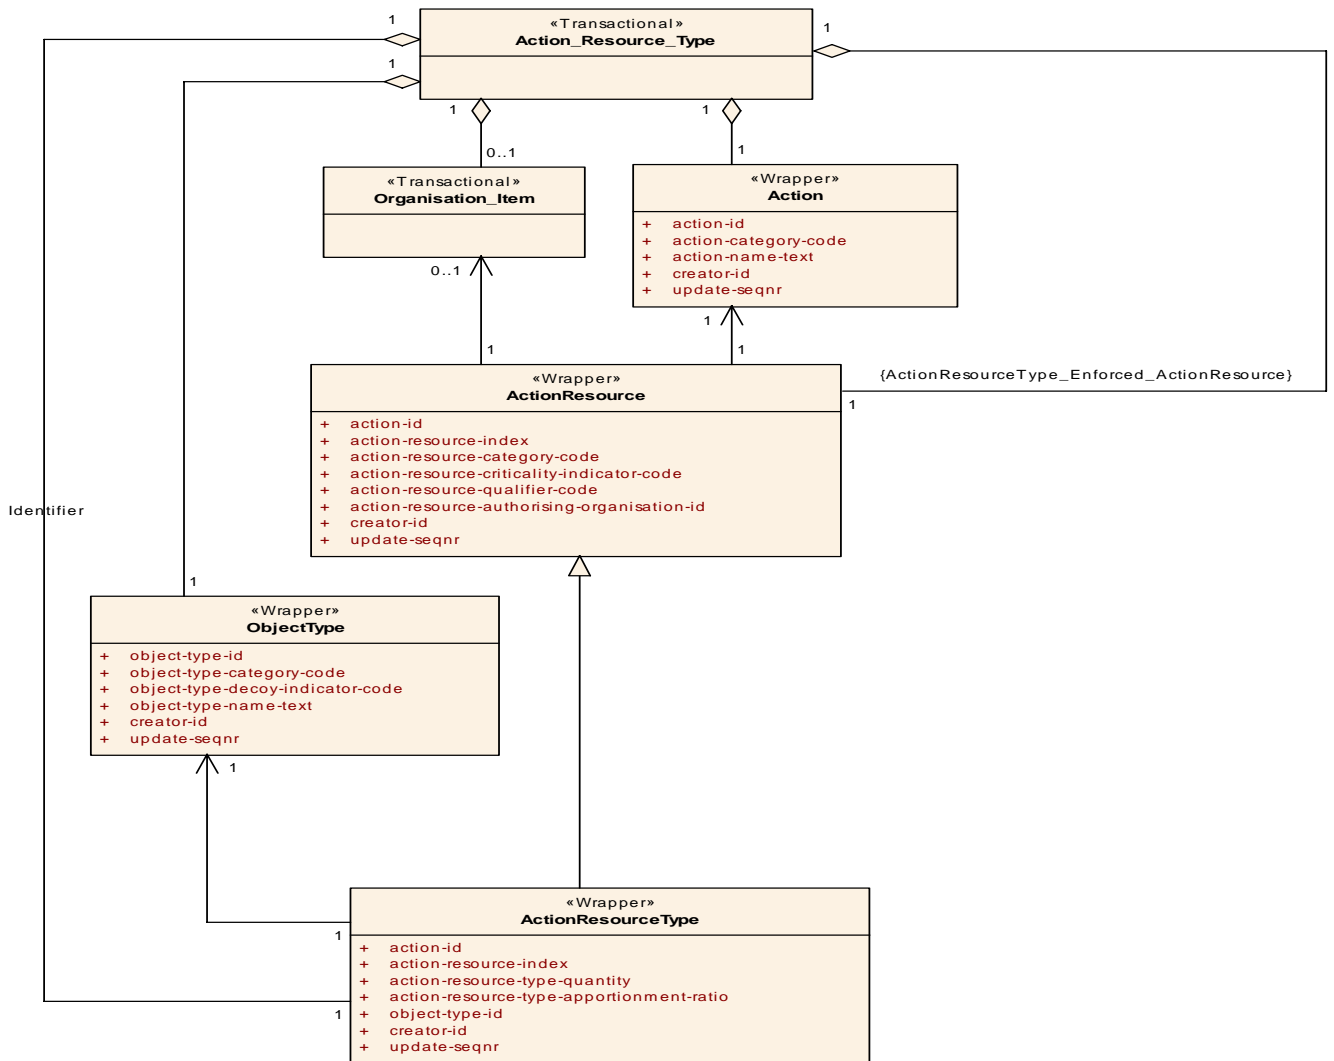 1
«Transactional»
Action_Resource_Type
1
1
1
1
0..1
1
«Transactional»
Organisation_Item
«Wrapper»
Action
+ action-id
+ action-category-code
+ action-name-text
+ creator-id
+ update-seqnr
0..1
1
1
1
«Wrapper»
ActionResource
{ActionResourceType_Enforced_ActionResource}
1
+ action-id
+ action-resource-index
+ action-resource-category-code
+ action-resource-criticality-indicator-code
+ action-resource-qualifier-code
+ action-resource-authorising-organisation-id
+ creator-id
+ update-seqnr
Identifier
1
«Wrapper»
ObjectType
+ object-type-id
+ object-type-category-code
+ object-type-decoy-indicator-code
+ object-type-name-text
+ creator-id
+ update-seqnr
1
«Wrapper»
ActionResourceType
1
+ action-id
+ action-resource-index
+ action-resource-type-quantity
+ action-resource-type-apportionment-ratio
+ object-type-id
+ creator-id
+ update-seqnr
1